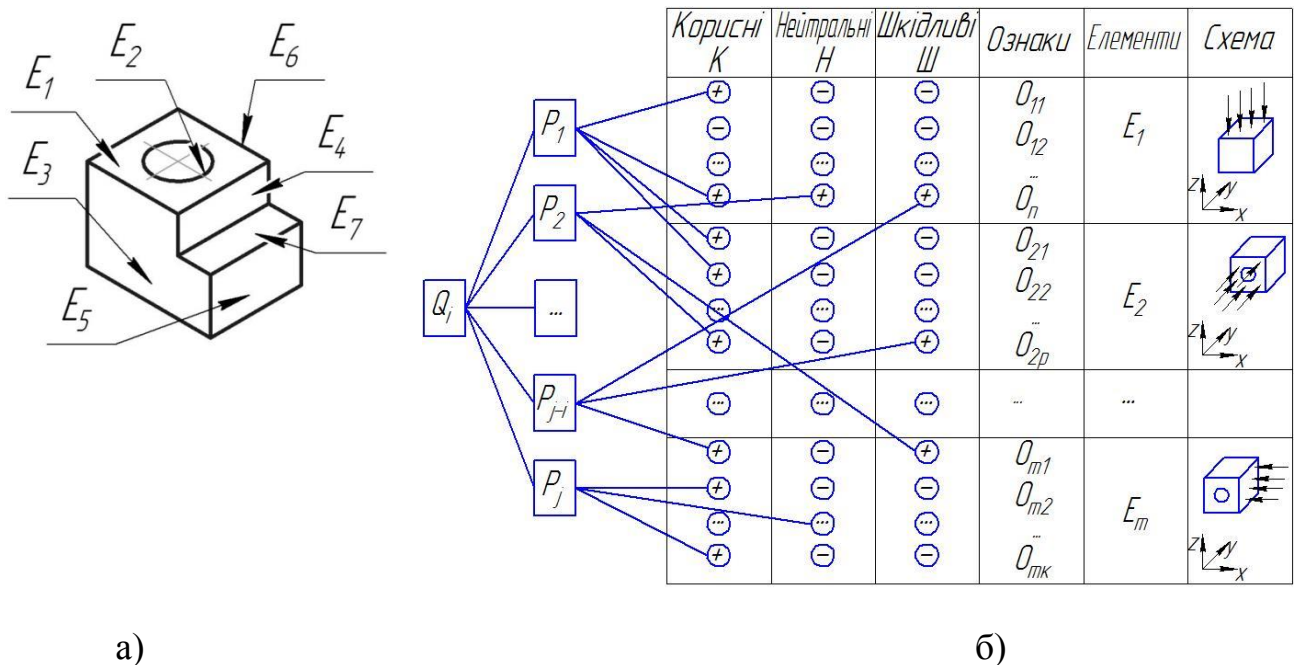 E₁
E₂
E₆
E₃
E₄
E₇
E₅
Корисні К
Нейтральні Н
Шкідливі Ш
Ознаки
Елементи
Схема
Qᵢ
P₁
P₂
...
Pⱼ₋ᵢ
Pⱼ
+ − − O₁₁
− − − O₁₂
... ... ... ...
+ + + Oₙ
E₁
z y x
+ − − O₂₁
+ − − O₂₂
... ... ... ...
+ − + O₂ₚ
E₂
z y x
... ... ... ... ...
+ − + Oₘ₁
+ − − Oₘ₂
... ... ... ...
+ − − Oₘₖ
Eₘ
z y x
а) б)